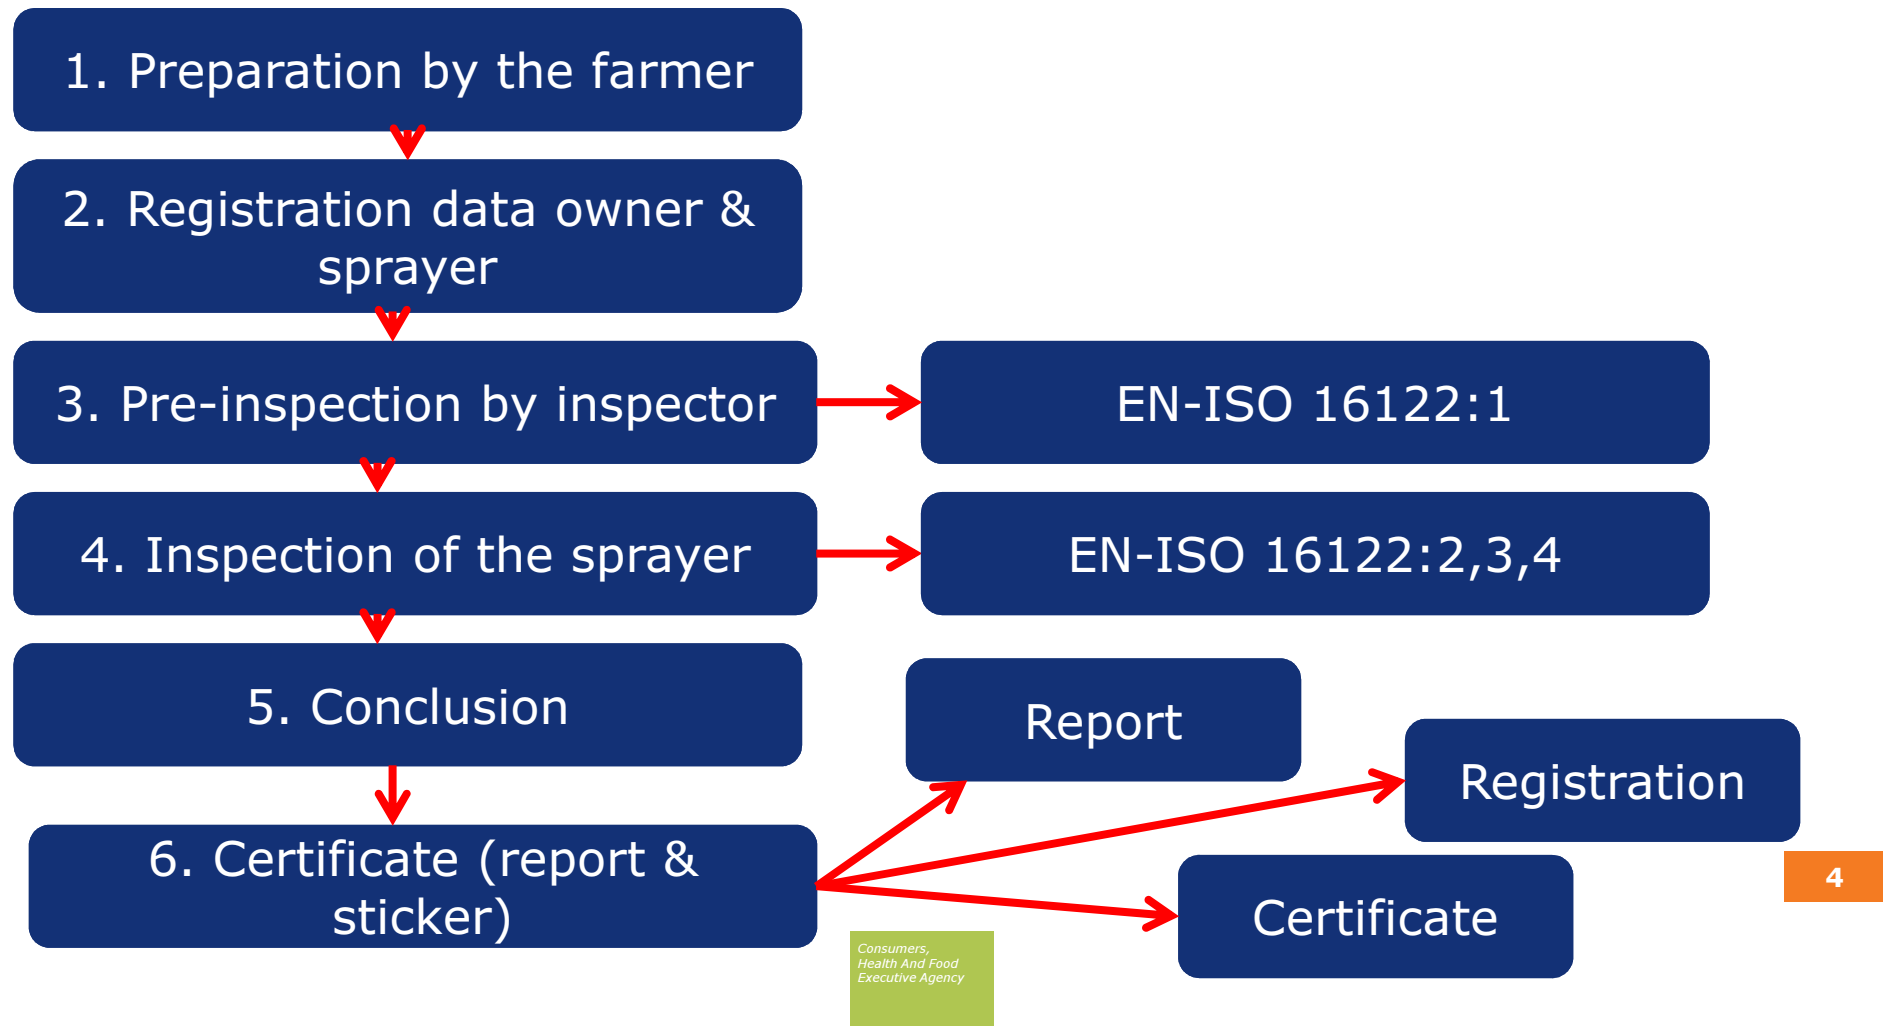 1. Preparation by the farmer
2. Registration data owner &
sprayer
3. Pre-inspection by inspector
EN-ISO 16122:1
4. Inspection of the sprayer
EN-ISO 16122:2,3,4
5. Conclusion
Report
Registration
6. Certificate (report &
sticker)
Certificate
4
Consumers,
Health And Food
Executive Agency